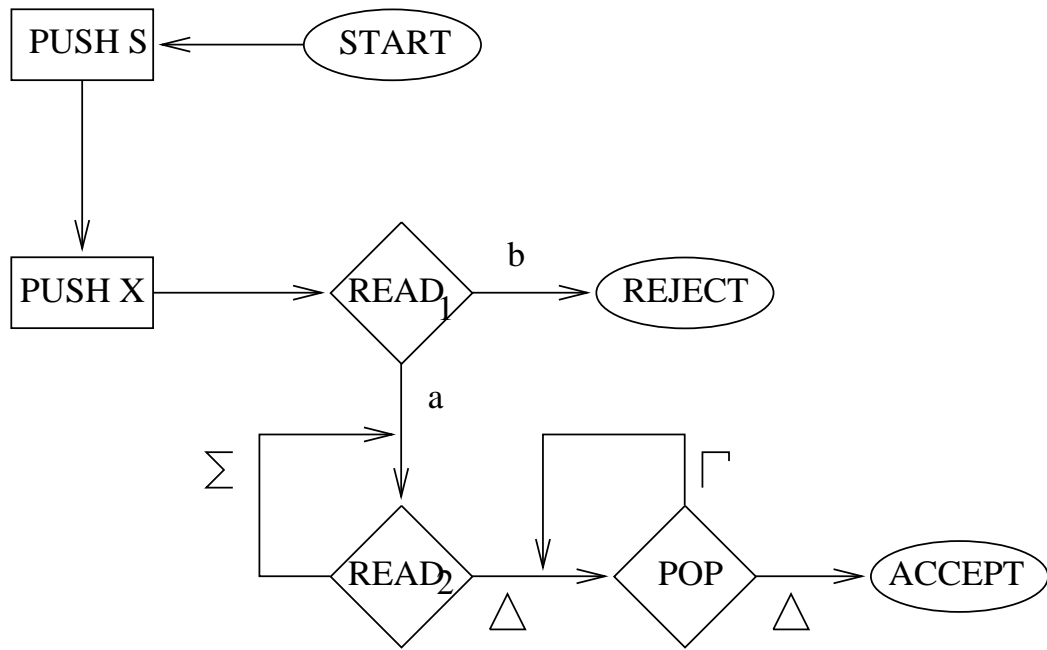 PUSH S
START
PUSH X
READ1
b
REJECT
a
Σ
Γ
READ2
Δ
POP
Δ
ACCEPT